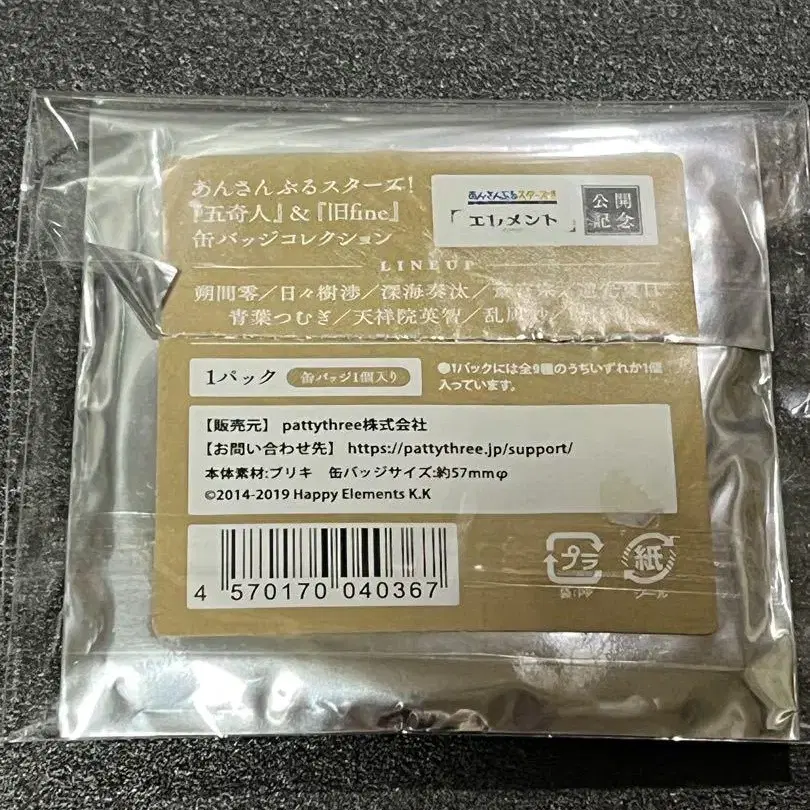 あんさんぶるスターズ!
『五奇人』&『旧fine』
缶バッジコレクション
あんさんぶるスターズ!
エレメント
公開
記念
LINEUP
朔間零/日々樹渉/深海奏汰/
青葉つむぎ/天祥院英智/
1パック 缶バッジ1個入り
●1パックには全9 のうちいずれか1個
入っています。
【販売元】 pattythree株式会社
【お問い合わせ先】 https://pattythree.jp/support/
本体素材:ブリキ 缶バッジサイズ:約57mmφ
©2014-2019 Happy Elements K.K
4 570170 040367
プラ
紙